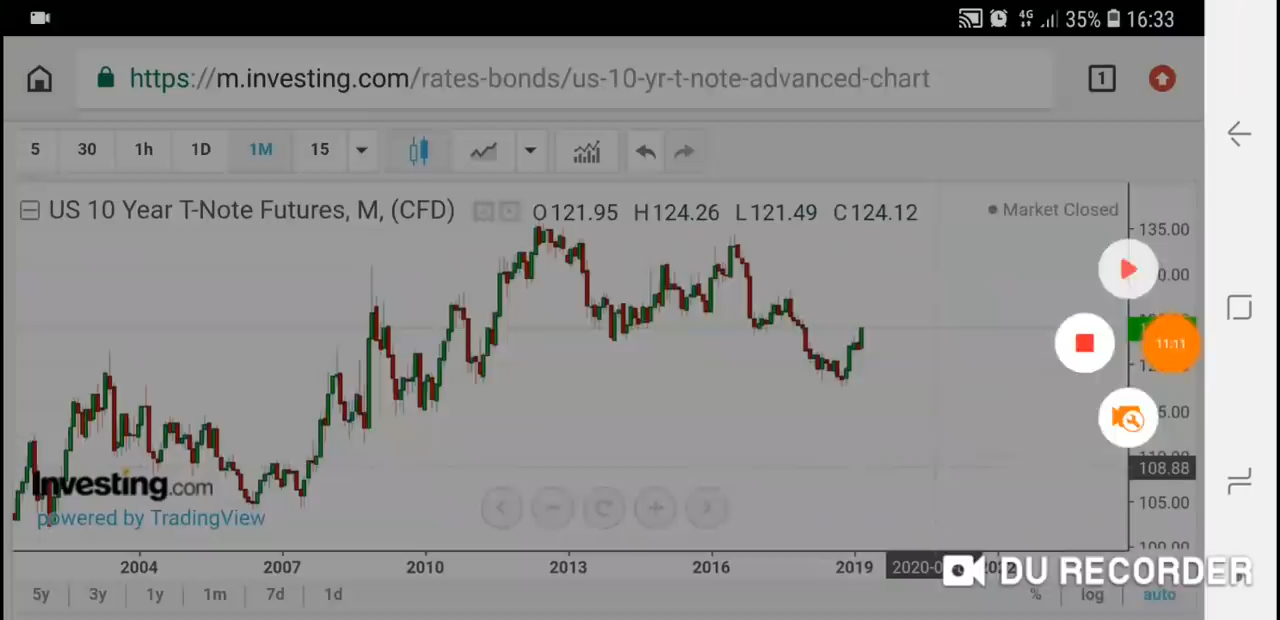 4G 35% 16:33
https://m.investing.com/rates-bonds/us-10-yr-t-note-advanced-chart 1
5 30 1h 1D 1M 15
US 10 Year T-Note Futures, M, (CFD) O121.95 H124.26 L121.49 C124.12 Market Closed
135.00
11:11
108.88
Investing.com
105.00
powered by TradingView
100.00
2004 2007 2010 2013 2016 2019
DU RECORDER
5y 3y 1y 1m 7d 1d % log auto